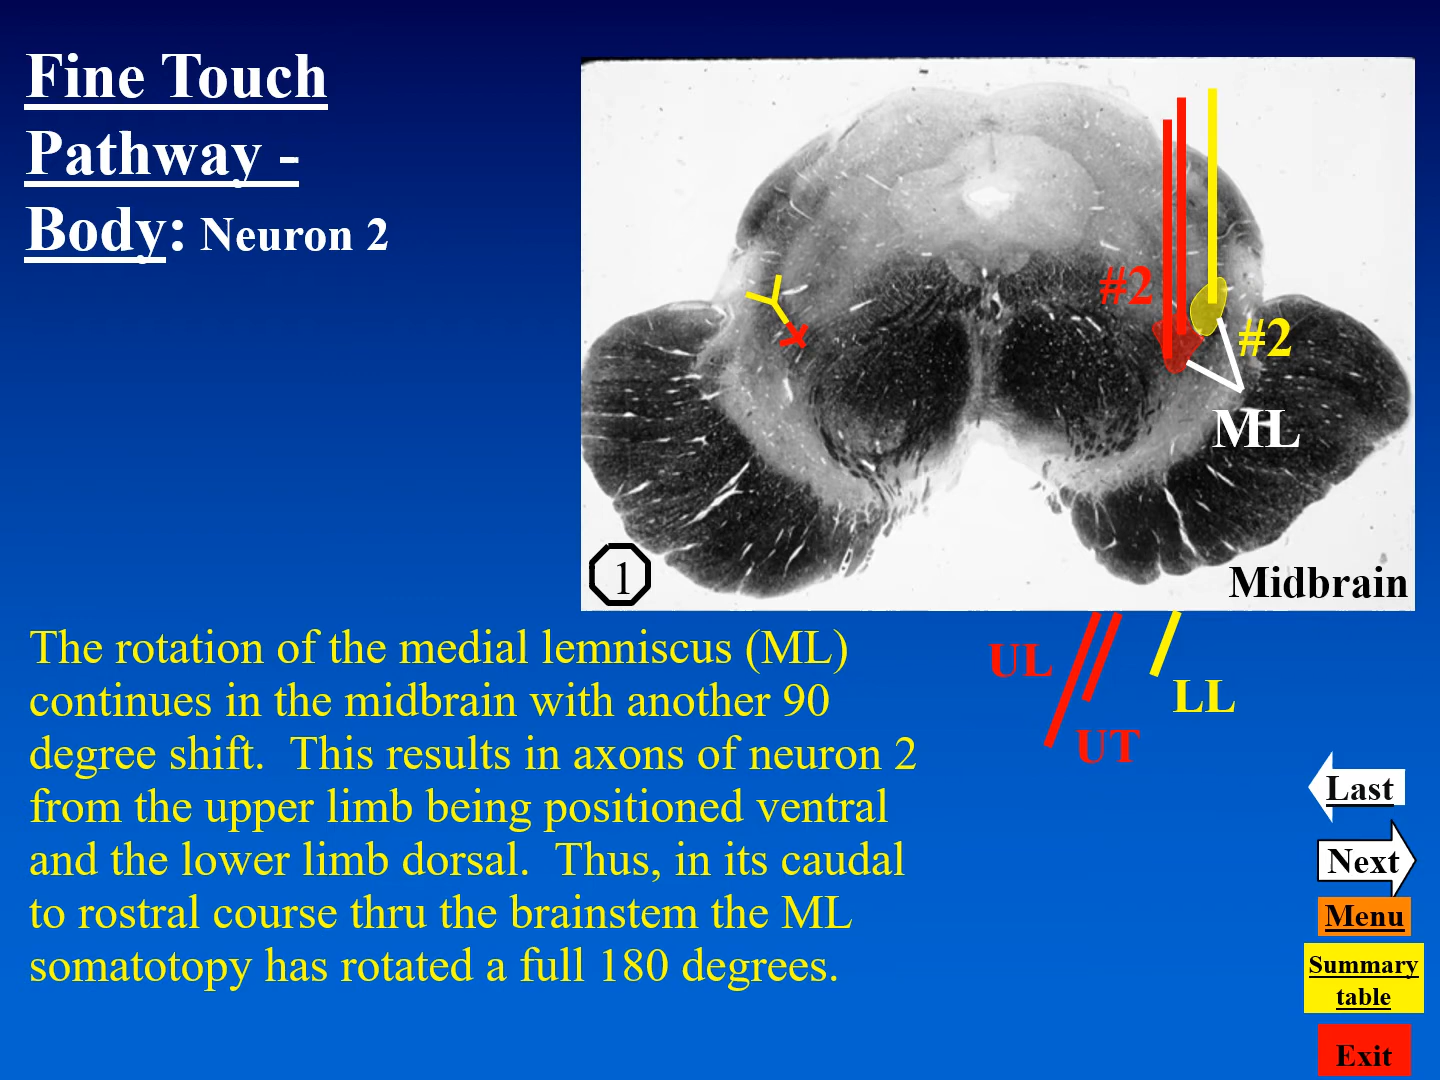 Fine Touch
Pathway -
Body: Neuron 2
#2
#2
ML
1
Midbrain
The rotation of the medial lemniscus (ML)
continues in the midbrain with another 90
degree shift.  This results in axons of neuron 2
from the upper limb being positioned ventral
and the lower limb dorsal.  Thus, in its caudal
to rostral course thru the brainstem the ML
somatotopy has rotated a full 180 degrees.
UL
LL
UT
Last
Next
Menu
Summary
table
Exit